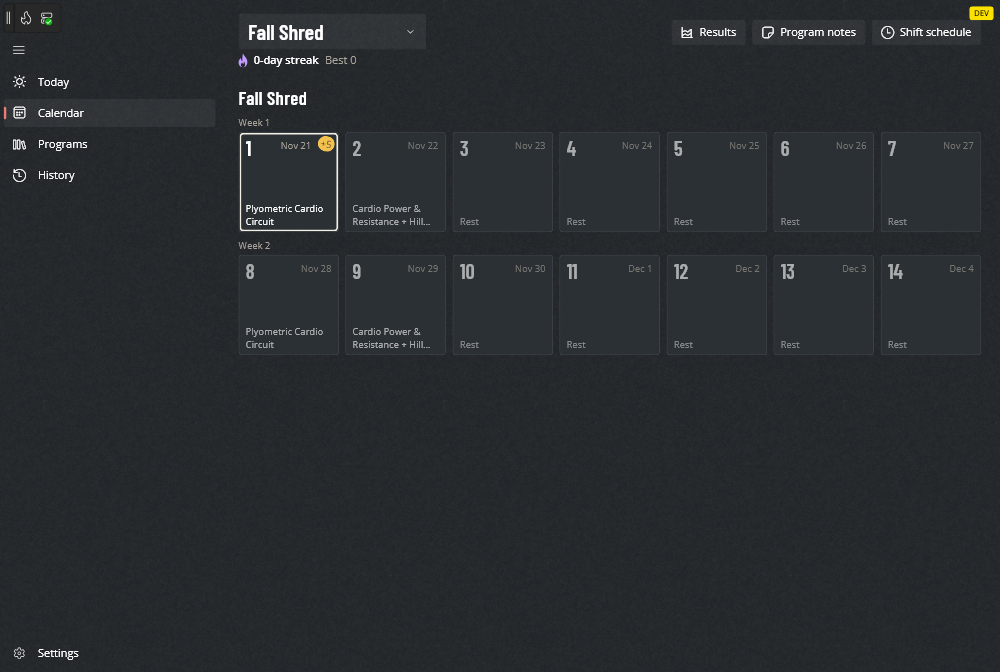 DEV
Fall Shred
Results
Program notes
Shift schedule
0-day streak Best 0
Today
Calendar
Programs
History
Fall Shred
Week 1
1 Nov 21 +5
Plyometric Cardio
Circuit
2 Nov 22
Cardio Power &
Resistance + Hill...
3 Nov 23
Rest
4 Nov 24
Rest
5 Nov 25
Rest
6 Nov 26
Rest
7 Nov 27
Rest
Week 2
8 Nov 28
Plyometric Cardio
Circuit
9 Nov 29
Cardio Power &
Resistance + Hill...
10 Nov 30
Rest
11 Dec 1
Rest
12 Dec 2
Rest
13 Dec 3
Rest
14 Dec 4
Rest
Settings